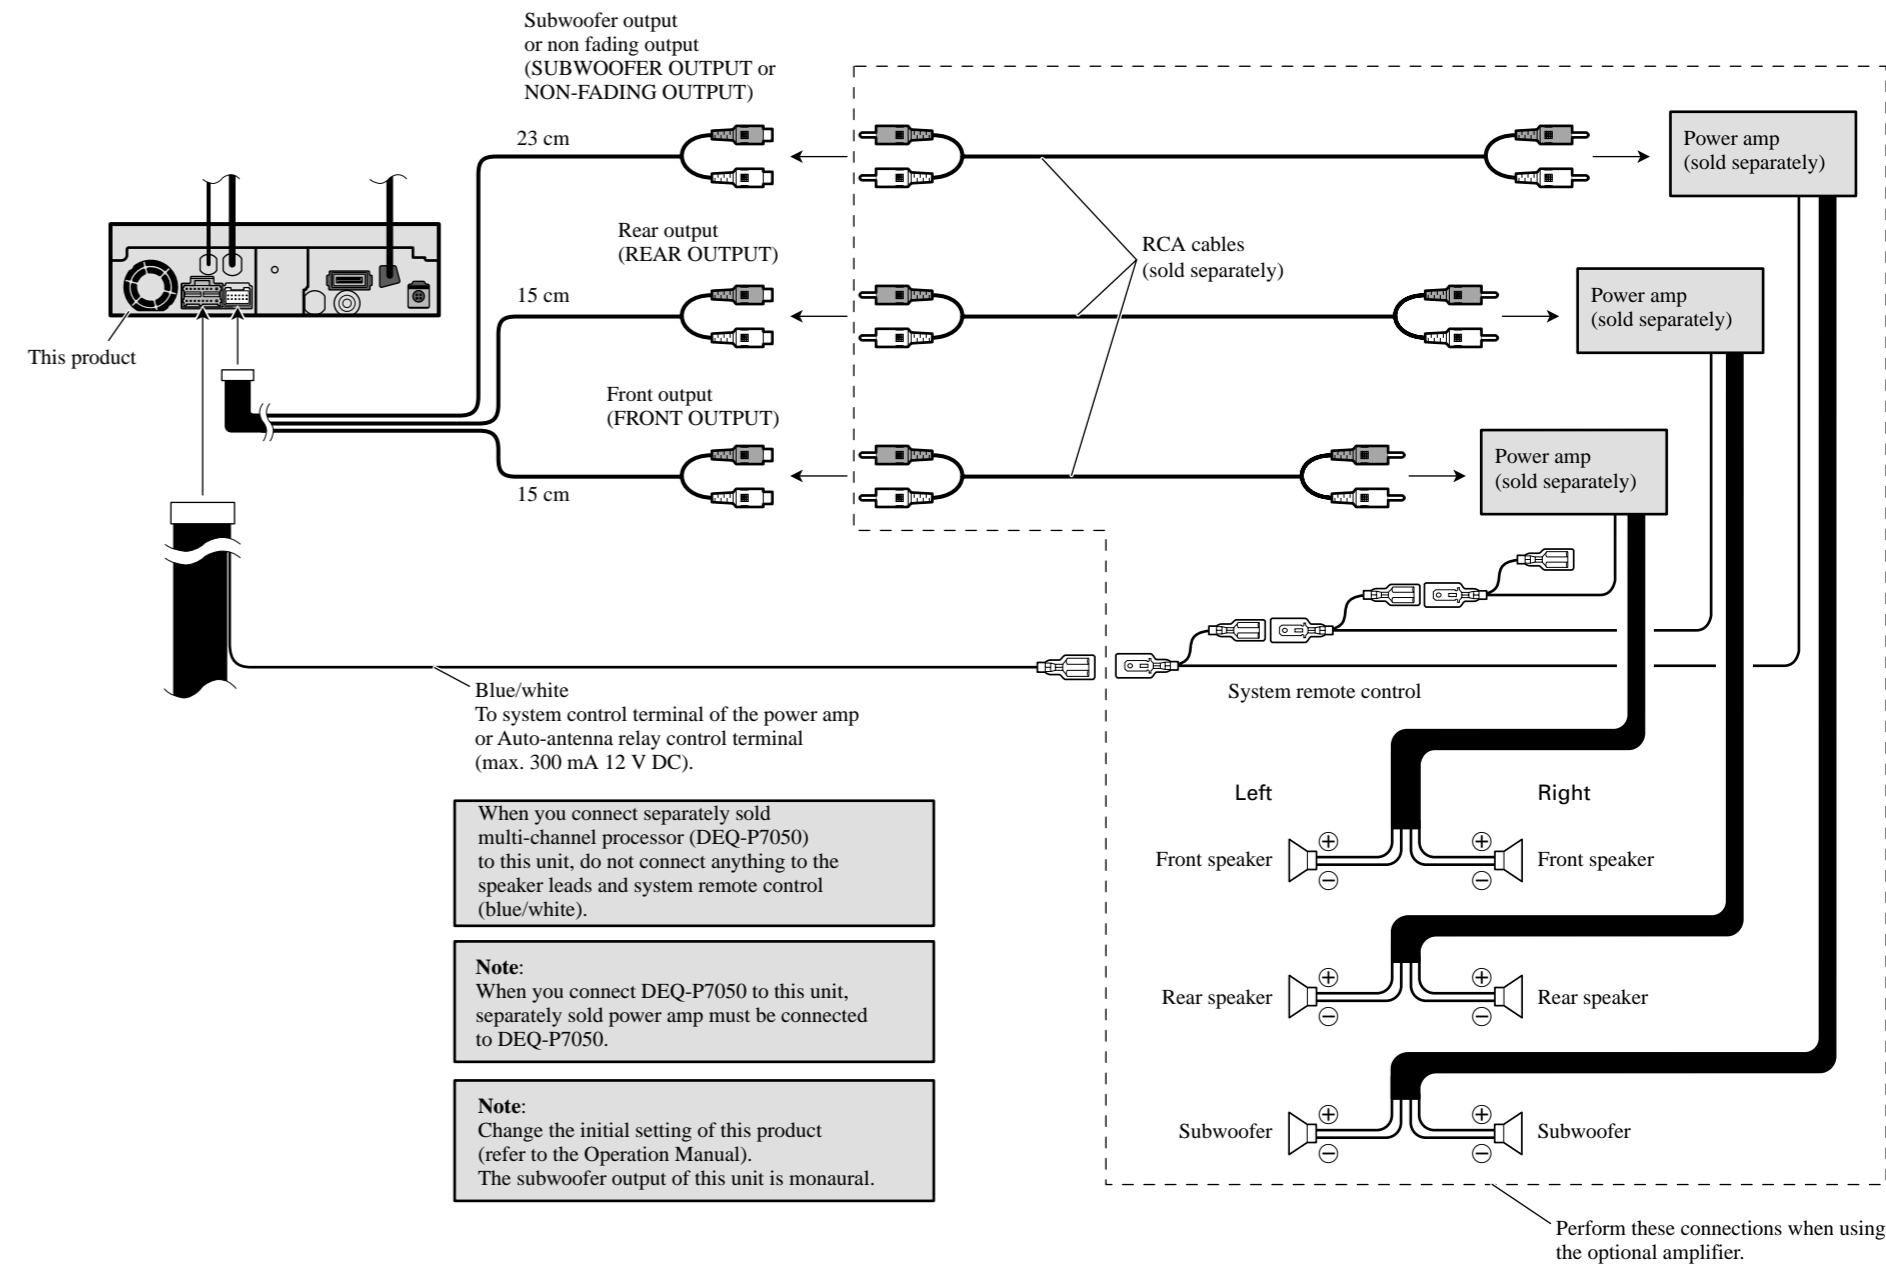 Subwoofer output
or non fading output
(SUBWOOFER OUTPUT or
NON-FADING OUTPUT)
23 cm
Power amp
(sold separately)
Rear output
(REAR OUTPUT)
RCA cables
(sold separately)
15 cm
Power amp
(sold separately)
This product
Front output
(FRONT OUTPUT)
15 cm
Power amp
(sold separately)
Blue/white
To system control terminal of the power amp
or Auto-antenna relay control terminal
(max. 300 mA 12 V DC).
System remote control
When you connect separately sold
multi-channel processor (DEQ-P7050)
to this unit, do not connect anything to the
speaker leads and system remote control
(blue/white).
Note:
When you connect DEQ-P7050 to this unit,
separately sold power amp must be connected
to DEQ-P7050.
Note:
Change the initial setting of this product
(refer to the Operation Manual).
The subwoofer output of this unit is monaural.
Left
Right
+
+
Front speaker
Front speaker
−
−
+
+
Rear speaker
Rear speaker
−
−
+
+
Subwoofer
Subwoofer
−
−
Perform these connections when using
the optional amplifier.